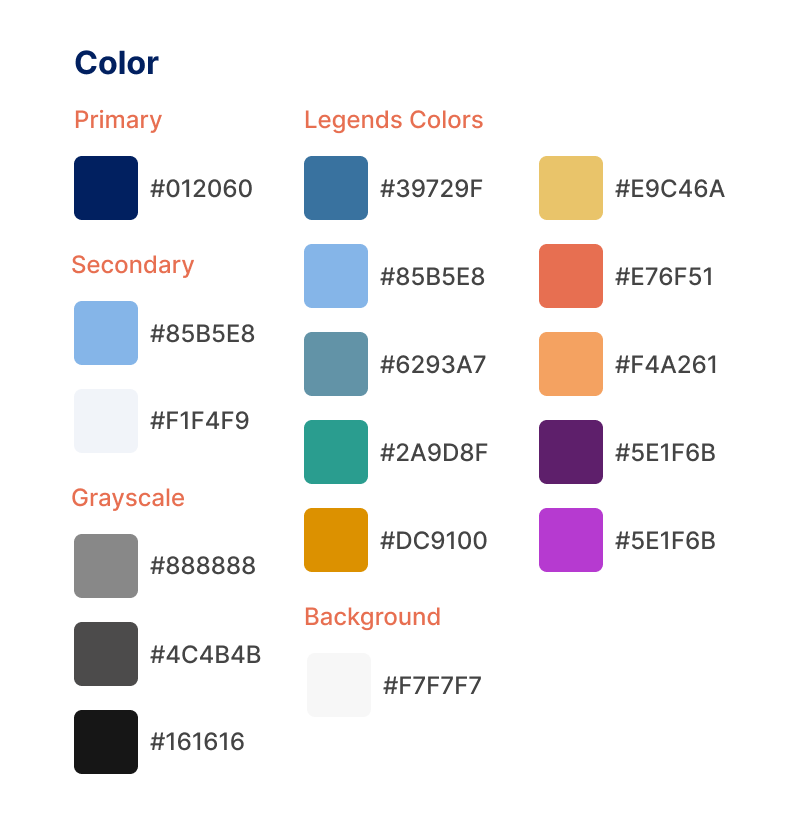 Color
Primary
#012060
Secondary
#85B5E8
#F1F4F9
Grayscale
#888888
#4C4B4B
#161616
Legends Colors
#39729F
#85B5E8
#6293A7
#2A9D8F
#DC9100
#E9C46A
#E76F51
#F4A261
#5E1F6B
#5E1F6B
Background
#F7F7F7